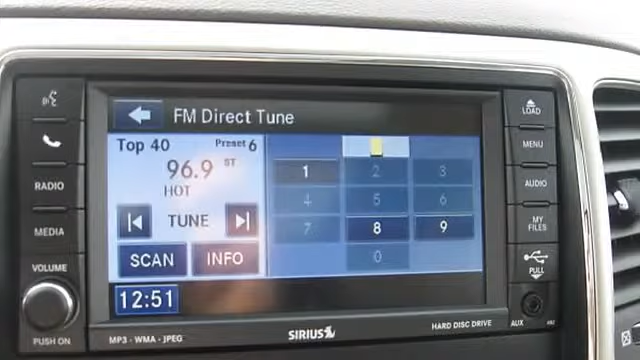 FM Direct Tune
Top 40 Preset 6
96.9 ST
HOT
TUNE
SCAN INFO
12:51
1 2 3
4 5 6
7 8 9
0
RADIO
MEDIA
VOLUME
PUSH ON
LOAD
MENU
AUDIO
MY
FILES
PULL
AUX
MP3 - WMA - JPEG
SIRIUS
HARD DISC DRIVE